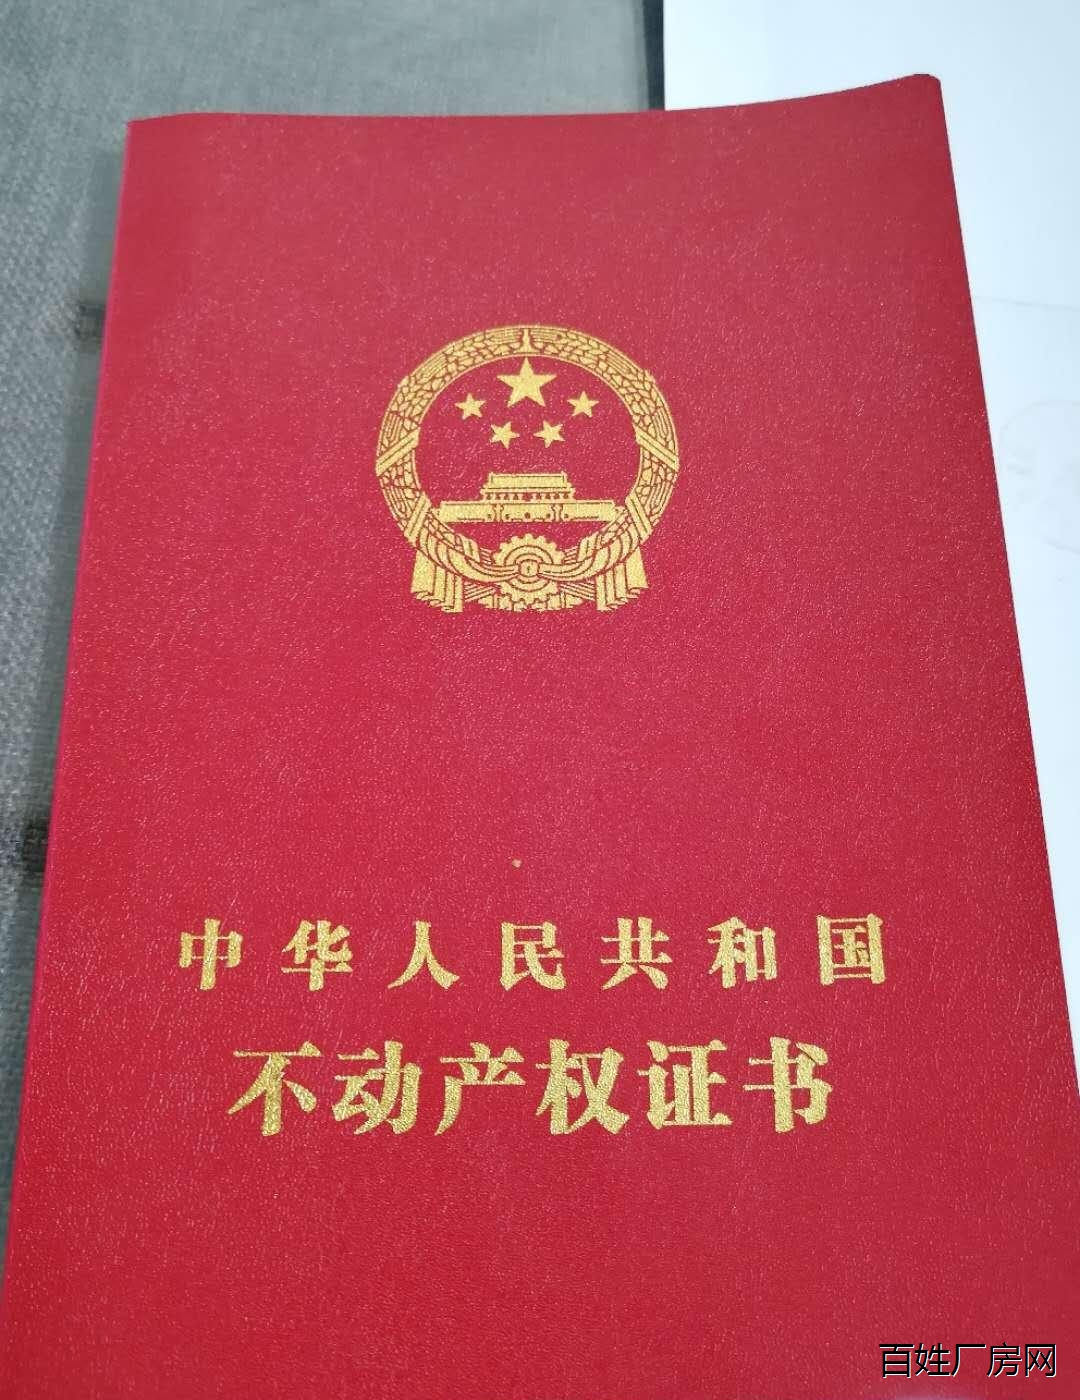 中华人民共和国
不动产权证书
百姓厂房网